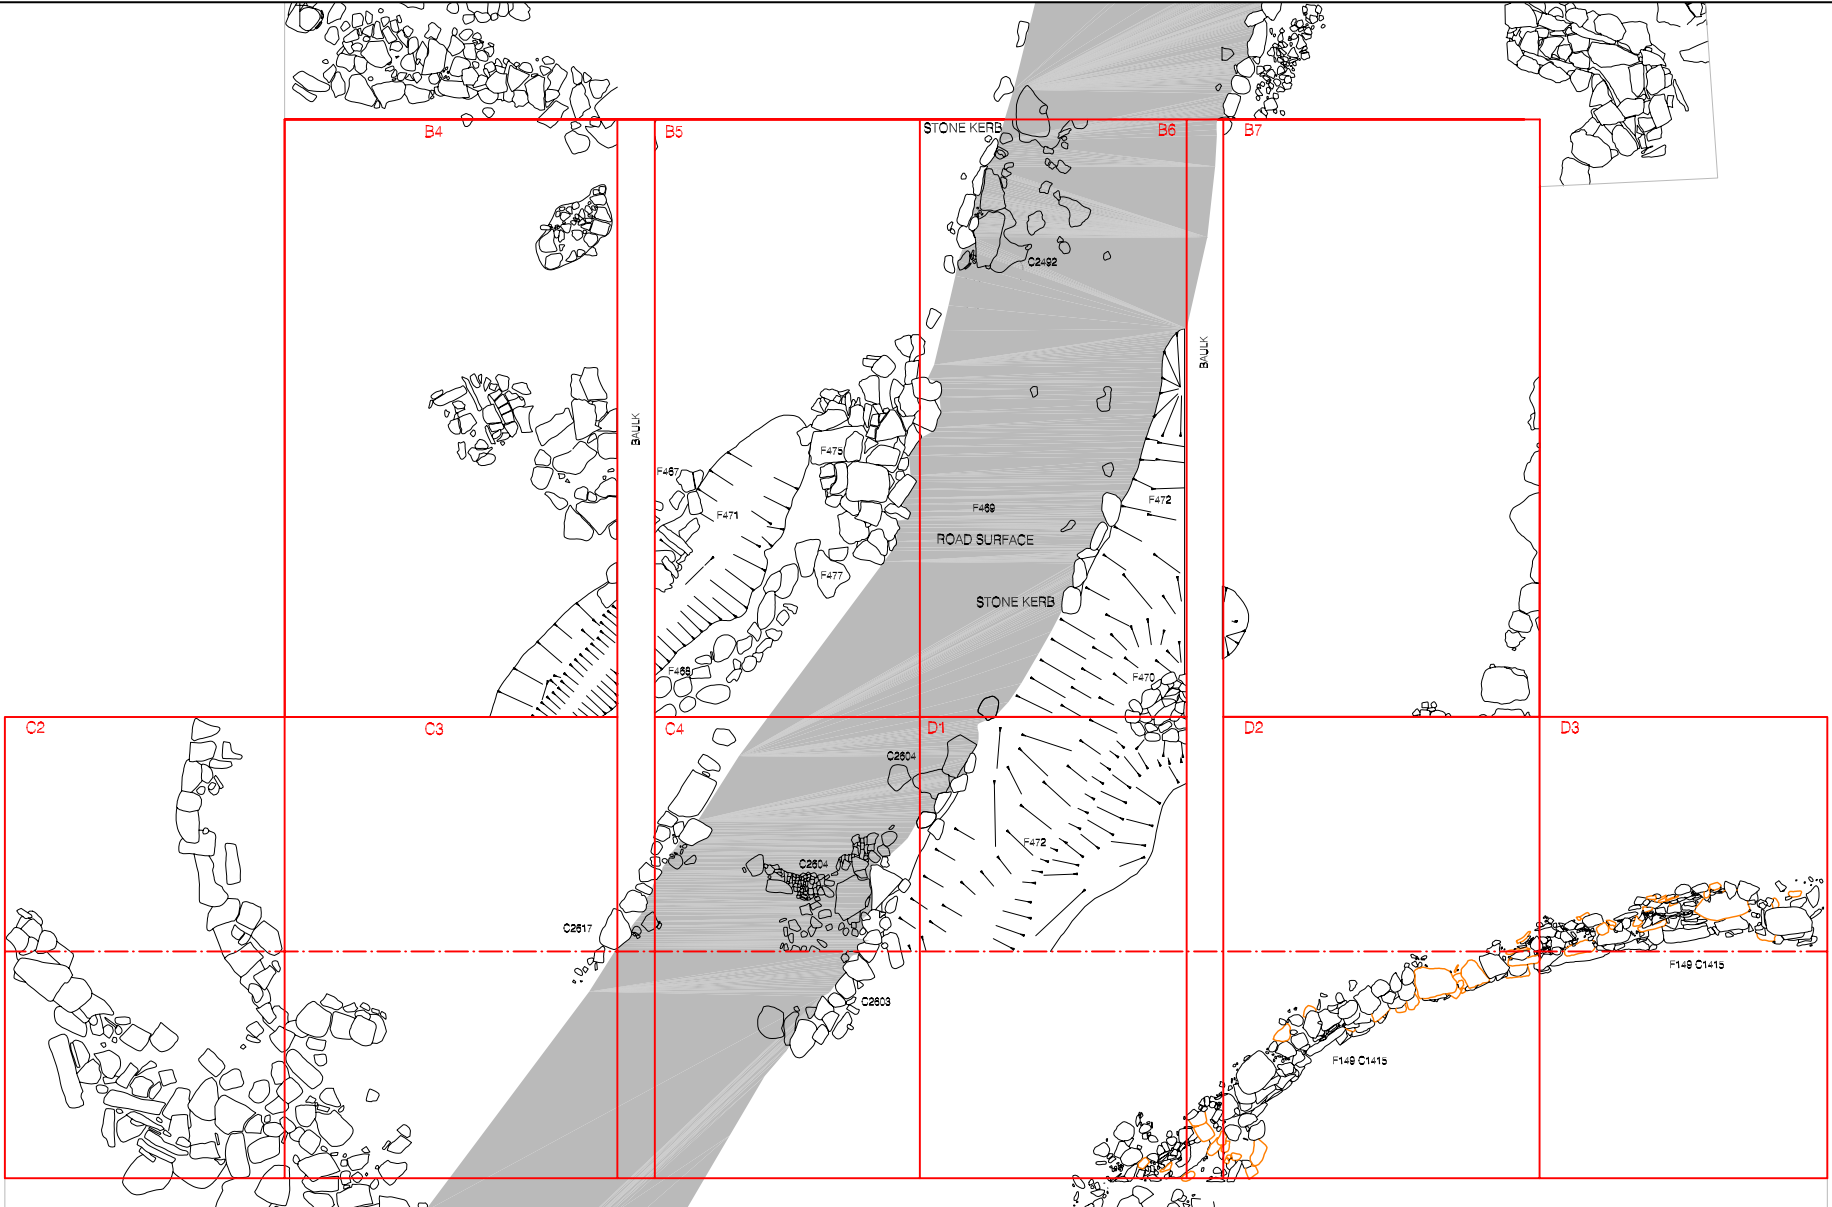 B4
B5
STONE KERB
B6
B7
C2492
BAULK
BAULK
F475
F467
F471
F472
F469
ROAD SURFACE
F477
STONE KERB
F468
F470
C2
C3
C4
D1
D2
D3
C2604
F472
C2604
C2617
F149 C1415
C2603
F149 C1415